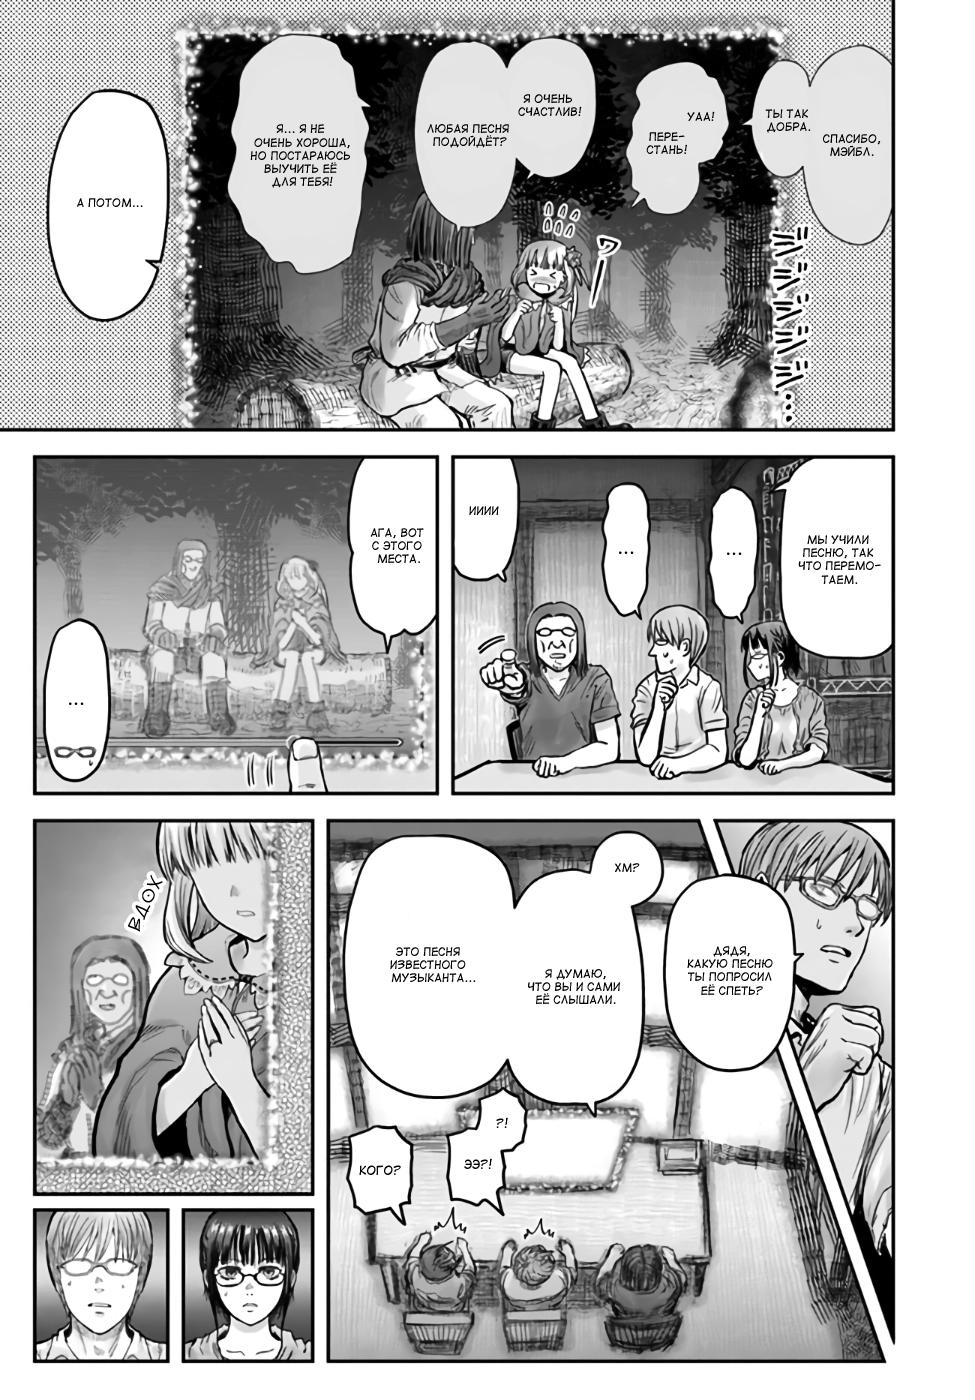 СПАСИБО,
МЭЙБЛ.
ТЫ ТАК
ДОБРА.
УАА!
ПЕРЕ-
СТАНЬ!
Я ОЧЕНЬ
СЧАСТЛИВ!
ЛЮБАЯ ПЕСНЯ
ПОДОЙДЁТ?
Я... Я НЕ
ОЧЕНЬ ХОРОША,
НО ПОСТАРАЮСЬ
ВЫУЧИТЬ ЕЁ
ДЛЯ ТЕБЯ!
ワー
А ПОТОМ...
МЫ УЧИЛИ
ПЕСНЮ, ТАК
ЧТО ПЕРЕМО-
ТАЕМ.
...
...
ИИИИ
АГА, ВОТ
С ЭТОГО
МЕСТА.
...
ДЯДЯ,
КАКУЮ ПЕСНЮ
ТЫ ПОПРОСИЛ
ЕЁ СПЕТЬ?
ХМ?
Я ДУМАЮ,
ЧТО ВЫ И САМИ
ЕЁ СЛЫШАЛИ.
ЭТО ПЕСНЯ
ИЗВЕСТНОГО
МУЗЫКАНТА...
?!
ЭЭ?!
КОГО?
ВДОХ